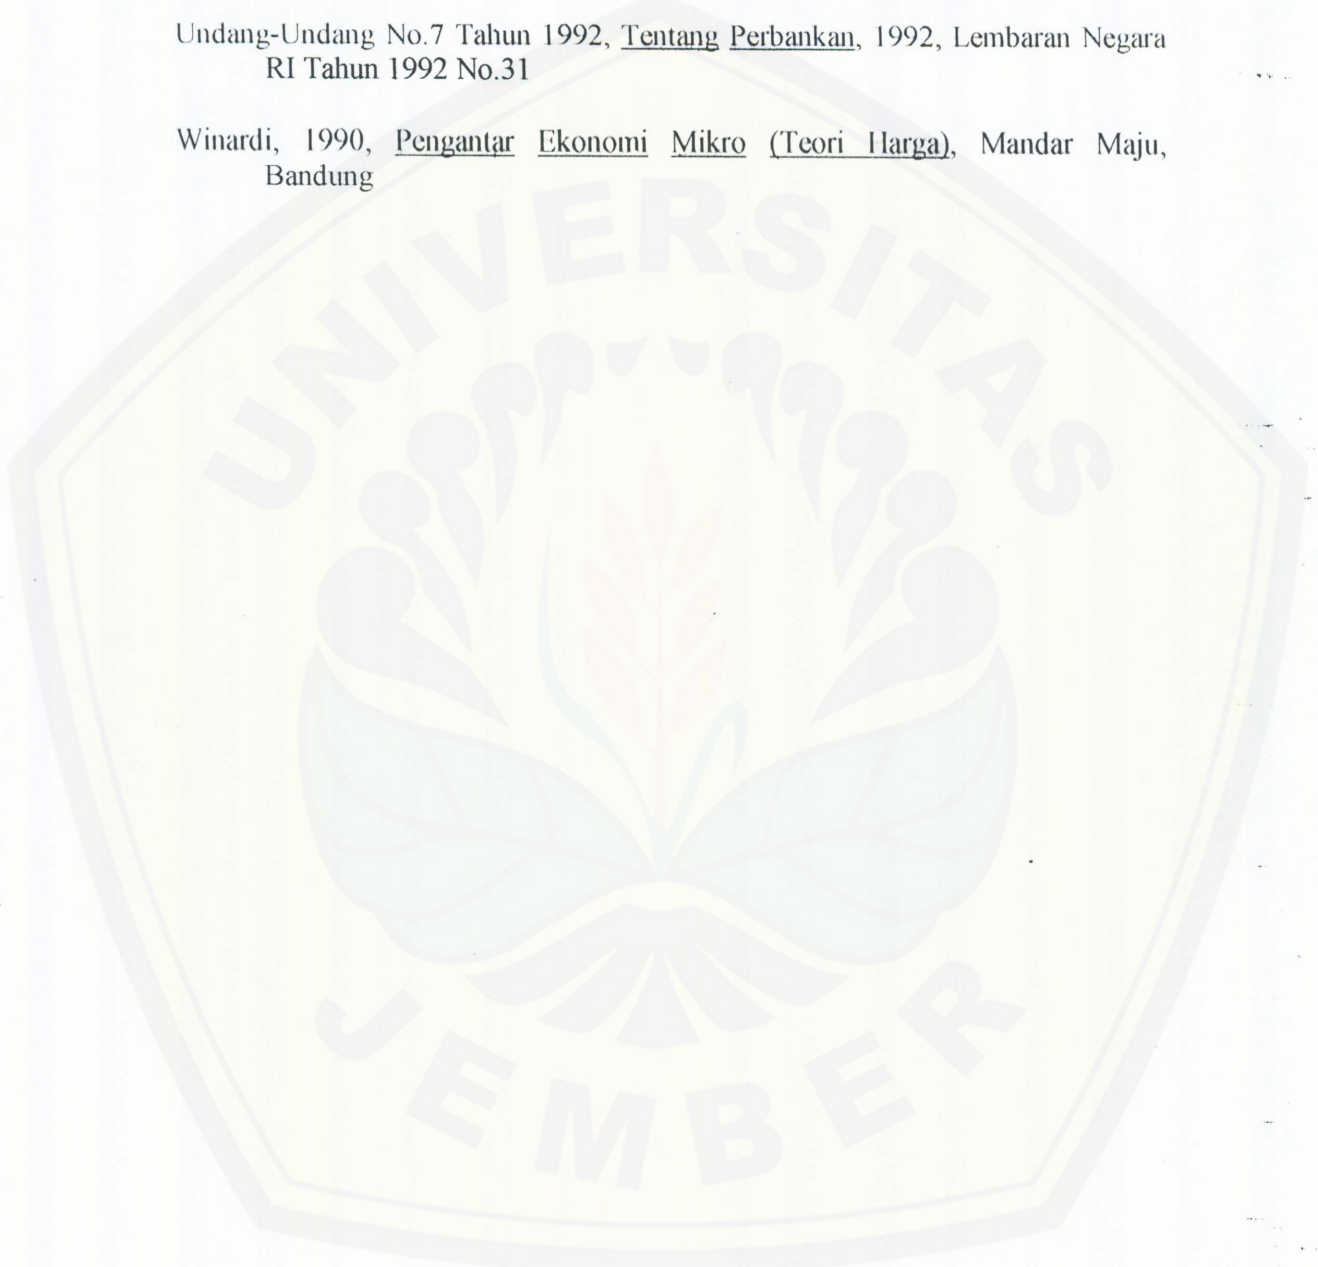 Undang-Undang No.7 Tahun 1992, Tentang Perbankan, 1992, Lembaran Negara
RI Tahun 1992 No.31
Winardi, 1990, Pengantar Ekonomi Mikro (Teori Harga), Mandar Maju,
Bandung
UNIVERSITAS
JEMBER